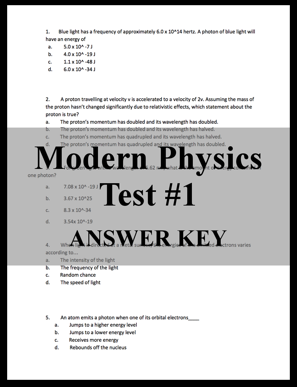 1. Blue light has a frequency of approximately 6.0 x 10^14 hertz. A photon of blue light will
have an energy of
a. 5.0 x 10^ -7 J
b. 4.0 x 10^ -19 J
c. 1.1 x 10^ -48 J
d. 6.0 x 10^ -34 J
2. A proton travelling at velocity v is accelerated to a velocity of 2v. Assuming the mass of
the proton hasn't changed significantly due to relativistic effects, which statement about the
proton is true?
a. The proton's momentum has doubled and its wavelength has doubled.
b. The proton's momentum has doubled and its wavelength has halved.
c. The proton's momentum has quadrupled and its wavelength has halved.
d. The proton's momentum has quadrupled and its wavelength has doubled.
Modern Physics
one photon?
Test #1
a. 7.08 x 10^ -19 J
b. 3.67 x 10^25
c. 8.3 x 10^-34
d. 3.54x 10^-19
ANSWER KEY
4.
according to...
a. The intensity of the light
b. The frequency of the light
c. Random chance
d. The speed of light
5. An atom emits a photon when one of its orbital electrons____
a. Jumps to a higher energy level
b. Jumps to a lower energy level
c. Receives more energy
d. Rebounds off the nucleus